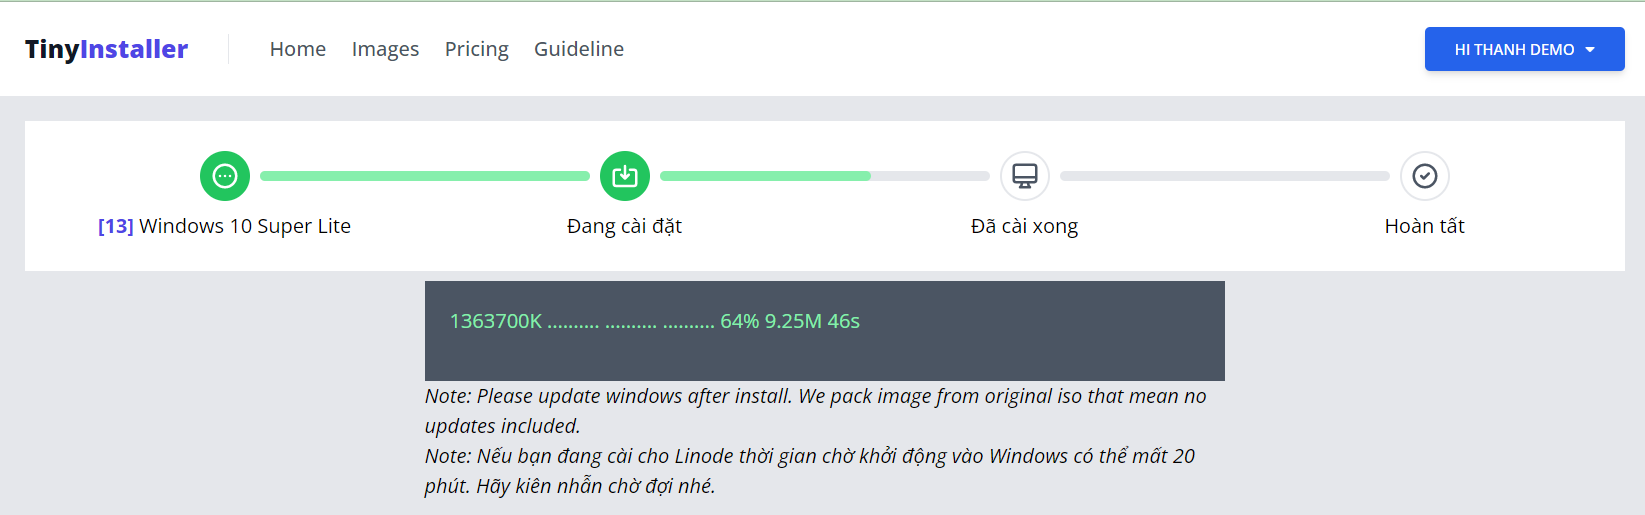 TinyInstaller
Home Images Pricing Guideline
HI THANH DEMO
[13] Windows 10 Super Lite
Đang cài đặt
Đã cài xong
Hoàn tất
1363700K .......... .......... .......... 64% 9.25M 46s
Note: Please update windows after install. We pack image from original iso that mean no
updates included.
Note: Nếu bạn đang cài cho Linode thời gian chờ khởi động vào Windows có thể mất 20
phút. Hãy kiên nhẫn chờ đợi nhé.